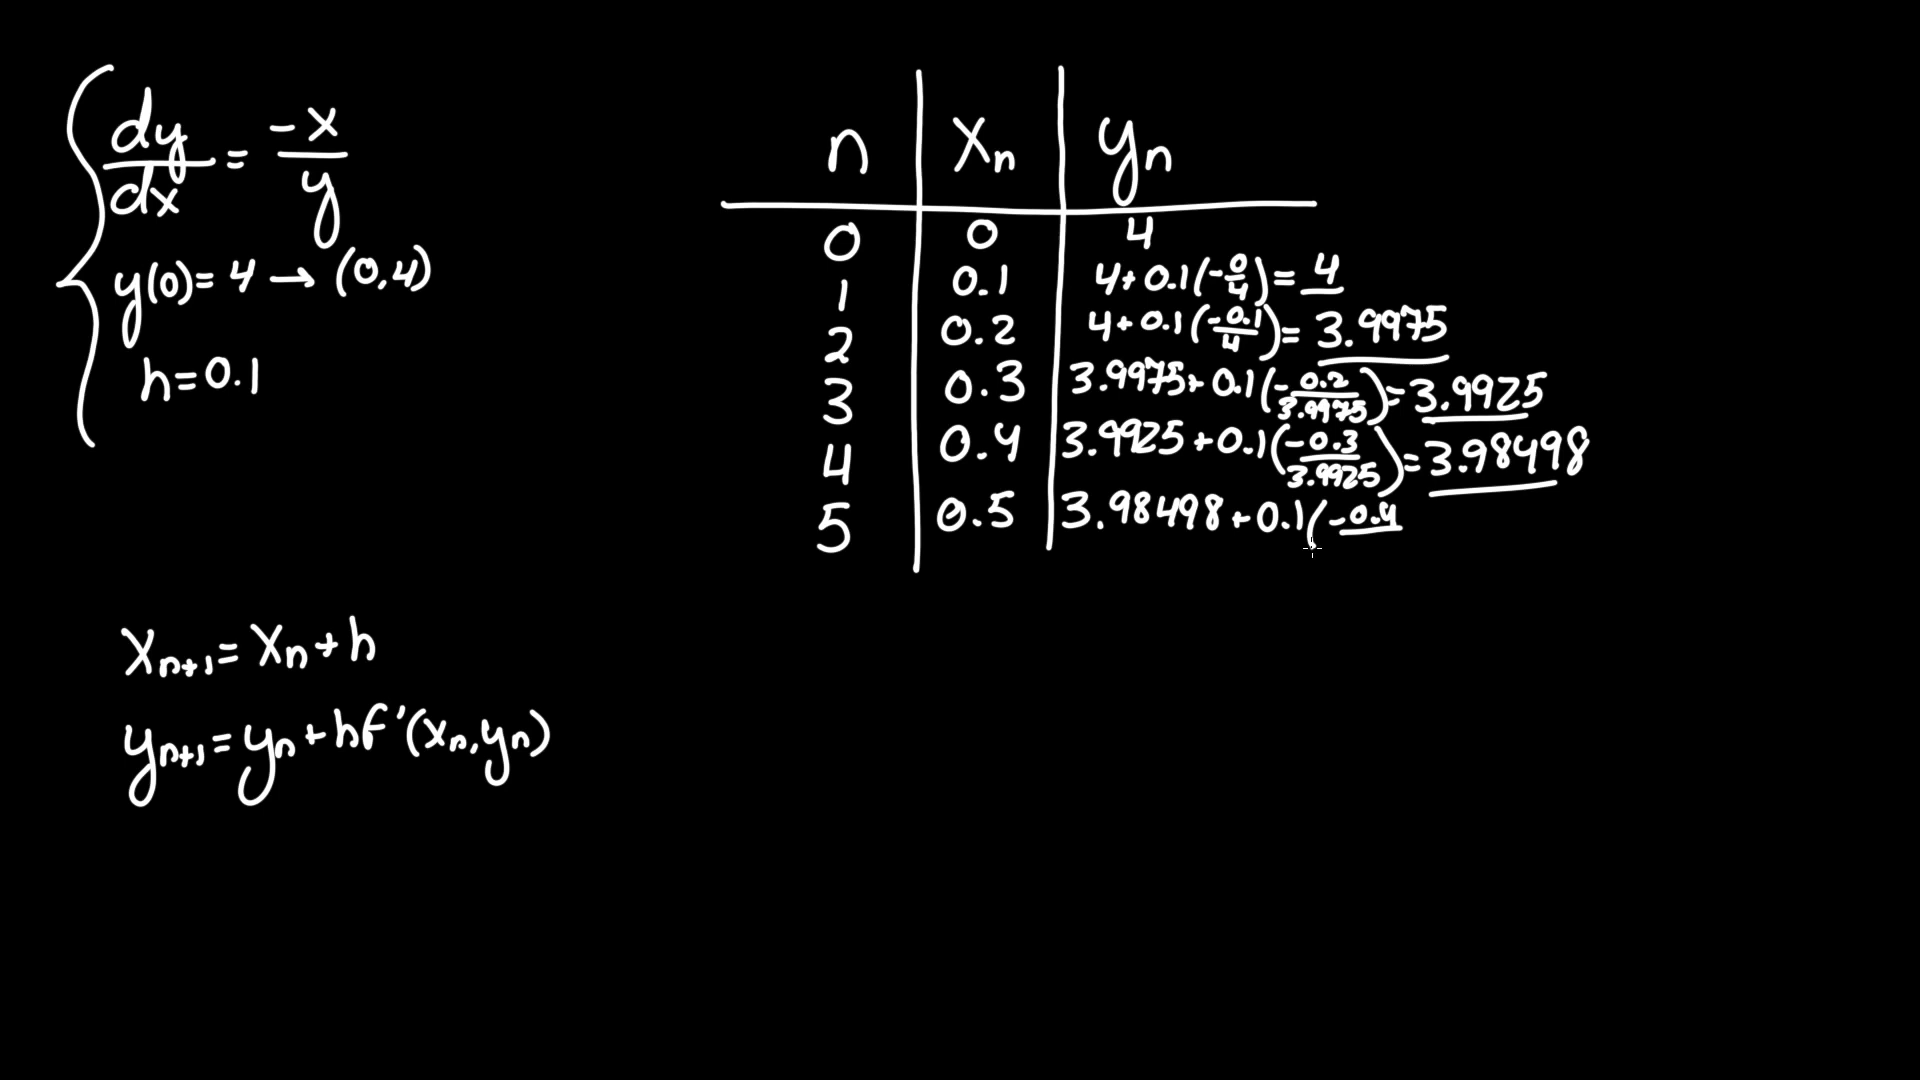 dy/dx = -x/y
y(0)= 4 → (0,4)
h=0.1
n | xₙ | yₙ
0 | 0 | 4
1 | 0.1 | 4+0.1(-0/4)= 4
2 | 0.2 | 4+0.1(-0.1/4)= 3.9975
3 | 0.3 | 3.9975+0.1(-0.2/3.9975)=3.9925
4 | 0.4 | 3.9925+0.1(-0.3/3.9925)=3.98498
5 | 0.5 | 3.98498+0.1(-0.4
xₙ₊₁= xₙ+h
yₙ₊₁= yₙ+hf'(xₙ,yₙ)